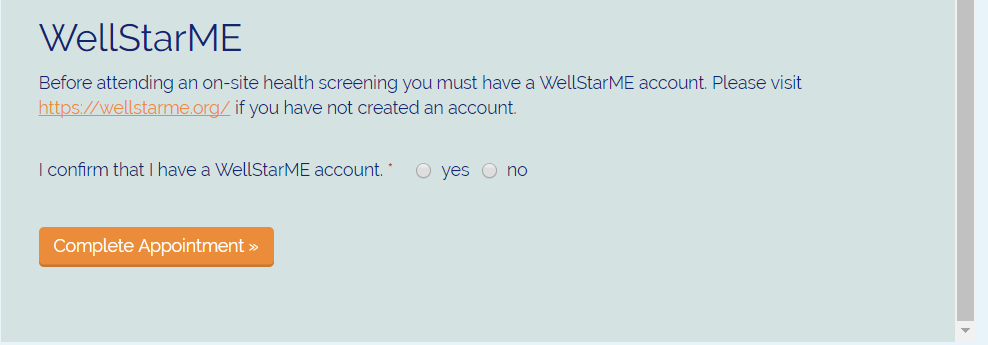 WellStarME
Before attending an on-site health screening you must have a WellStarME account. Please visit
https://wellstarme.org/ if you have not created an account.
I confirm that I have a WellStarME account. * yes no
Complete Appointment »